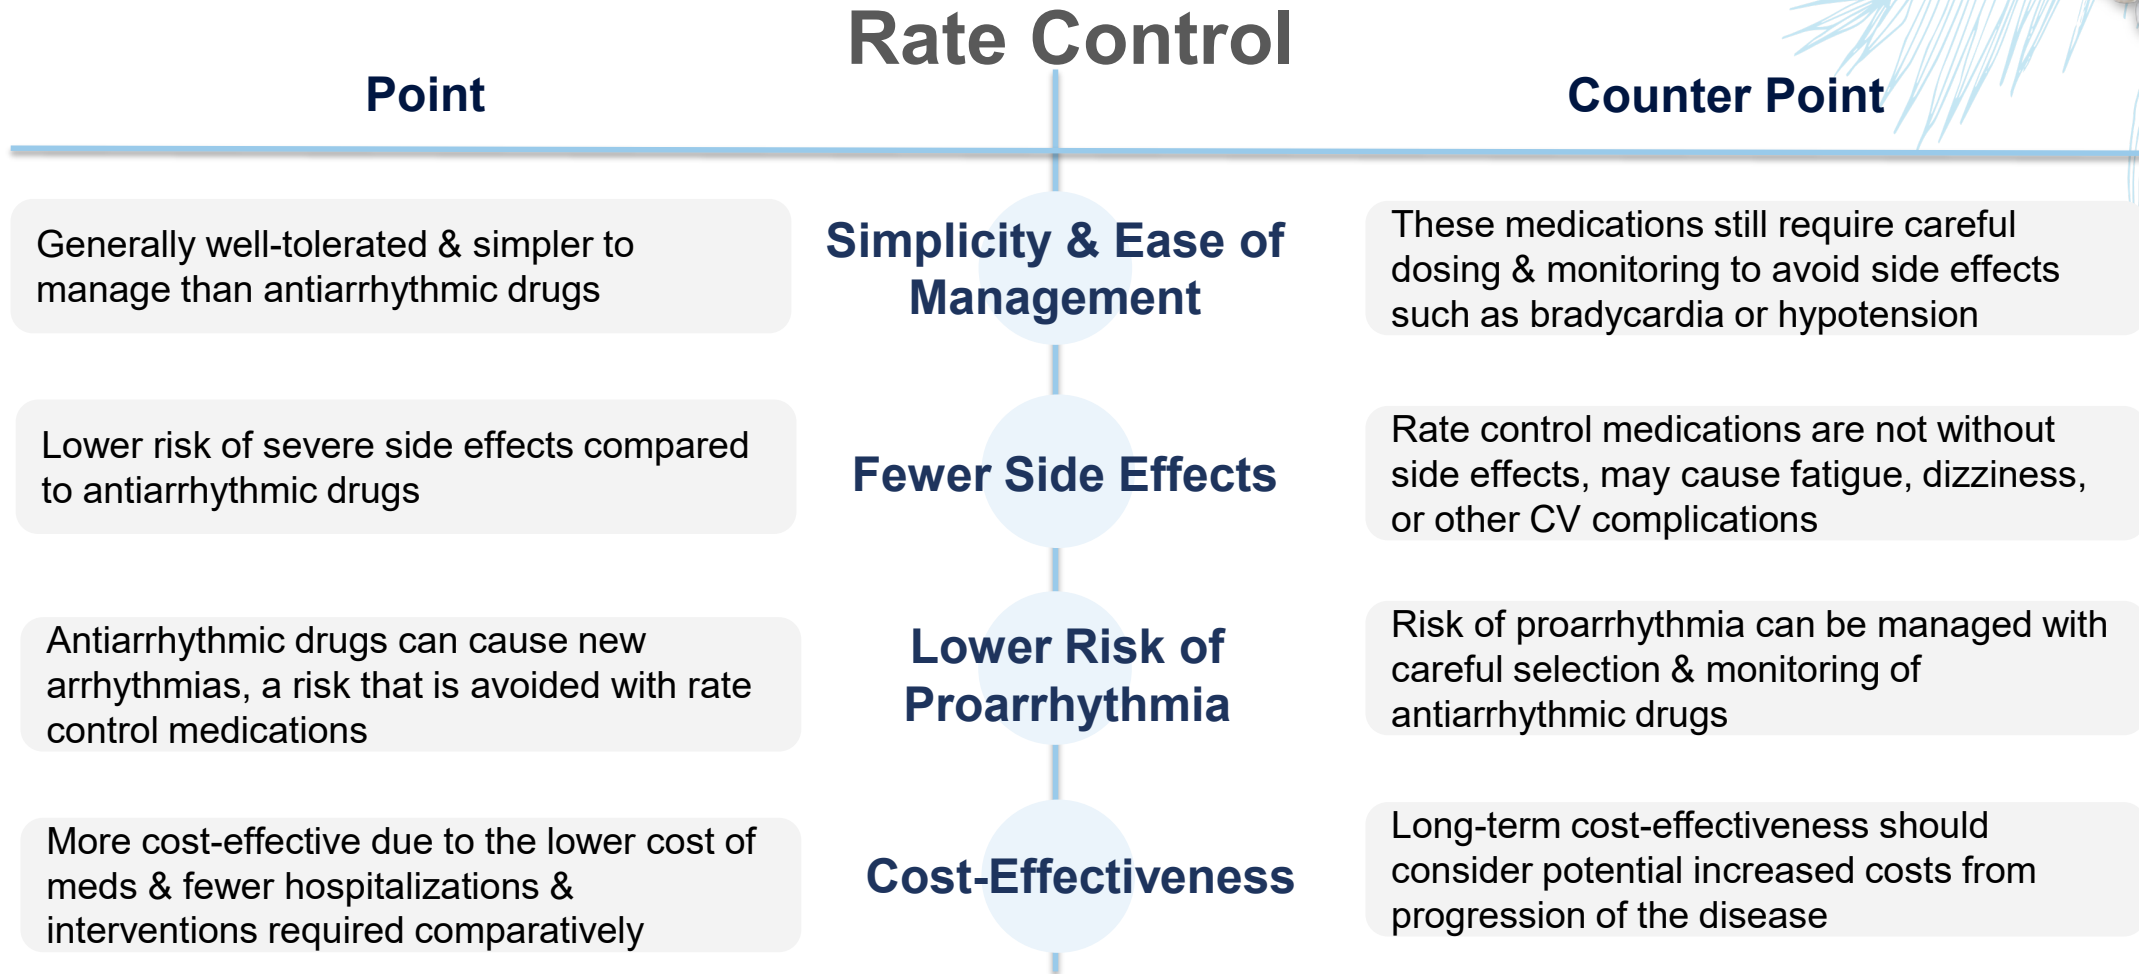 Rate Control
Point
Counter Point
Generally well-tolerated & simpler to
manage than antiarrhythmic drugs
Simplicity & Ease of
Management
These medications still require careful
dosing & monitoring to avoid side effects
such as bradycardia or hypotension
Lower risk of severe side effects compared
to antiarrhythmic drugs
Fewer Side Effects
Rate control medications are not without
side effects, may cause fatigue, dizziness,
or other CV complications
Antiarrhythmic drugs can cause new
arrhythmias, a risk that is avoided with rate
control medications
Lower Risk of
Proarrhythmia
Risk of proarrhythmia can be managed with
careful selection & monitoring of
antiarrhythmic drugs
More cost-effective due to the lower cost of
meds & fewer hospitalizations &
interventions required comparatively
Cost-Effectiveness
Long-term cost-effectiveness should
consider potential increased costs from
progression of the disease